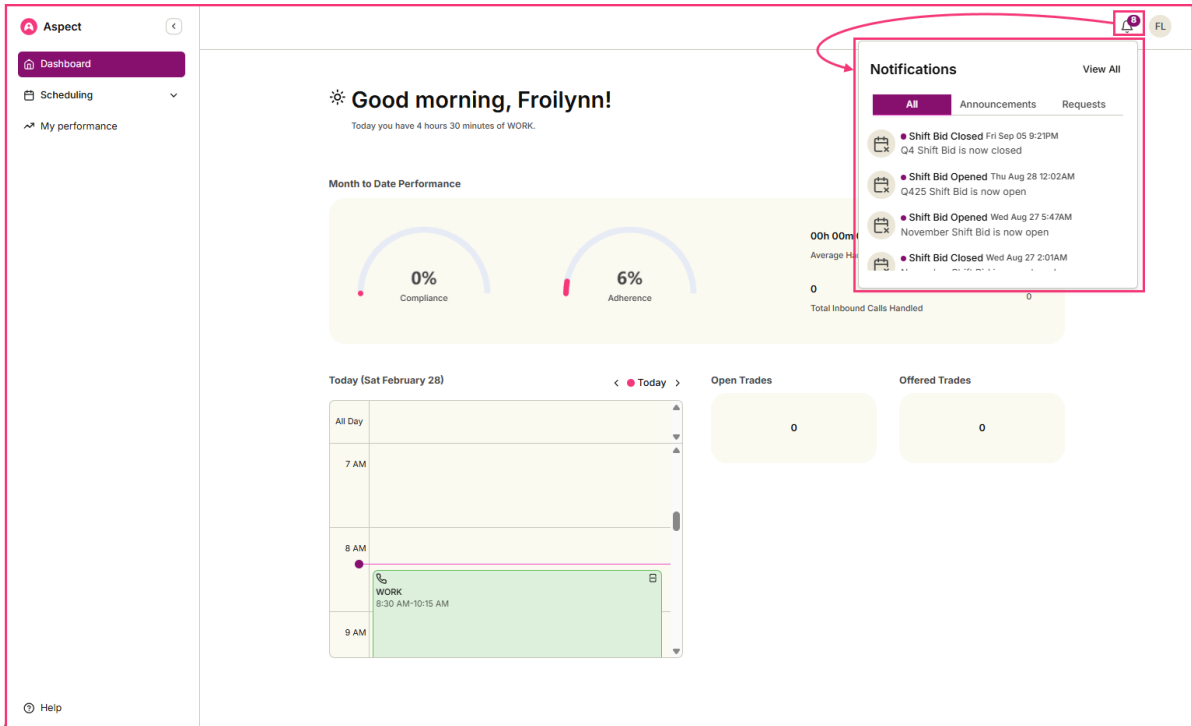 Aspect
8
FL
Dashboard
Scheduling
My performance
Help
Good morning, Froilynn!
Today you have 4 hours 30 minutes of WORK.
Notifications
View All
All
Announcements
Requests
Shift Bid Closed Fri Sep 05 9:21PM
Q4 Shift Bid is now closed
Shift Bid Opened Thu Aug 28 12:02AM
Q425 Shift Bid is now open
Shift Bid Opened Wed Aug 27 5:47AM
November Shift Bid is now open
Shift Bid Closed Wed Aug 27 2:01AM
Month to Date Performance
0%
Compliance
6%
Adherence
00h 00m
Average
0
Total Inbound Calls Handled
0
Today (Sat February 28)
Today
All Day
7 AM
8 AM
WORK
8:30 AM-10:15 AM
9 AM
Open Trades
0
Offered Trades
0